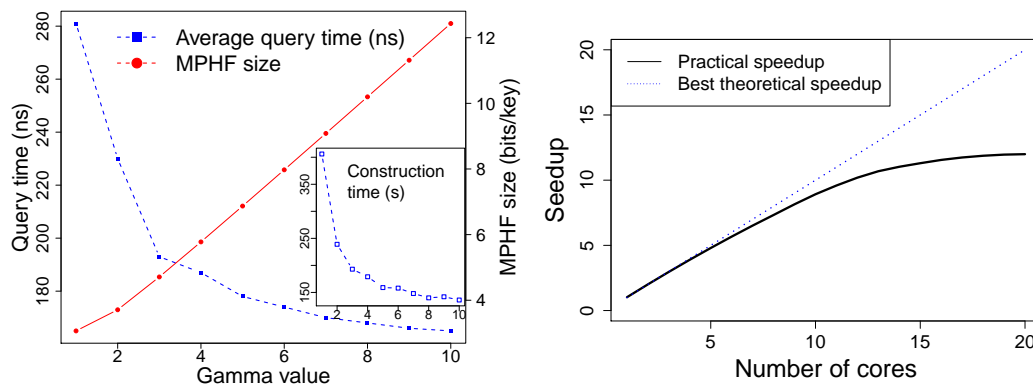 Average query time (ns)
MPHF size
Query time (ns)
160 200 220 240 260 280
180
MPHF size (bits/key)
4 6 8 10 12
Construction
time (s)
150 250 350
2 4 6 8 10
2 4 6 8 10
Gamma value
Practical speedup
Best theoretical speedup
Seedup
0 5 10 15 20
5 10 15 20
Number of cores